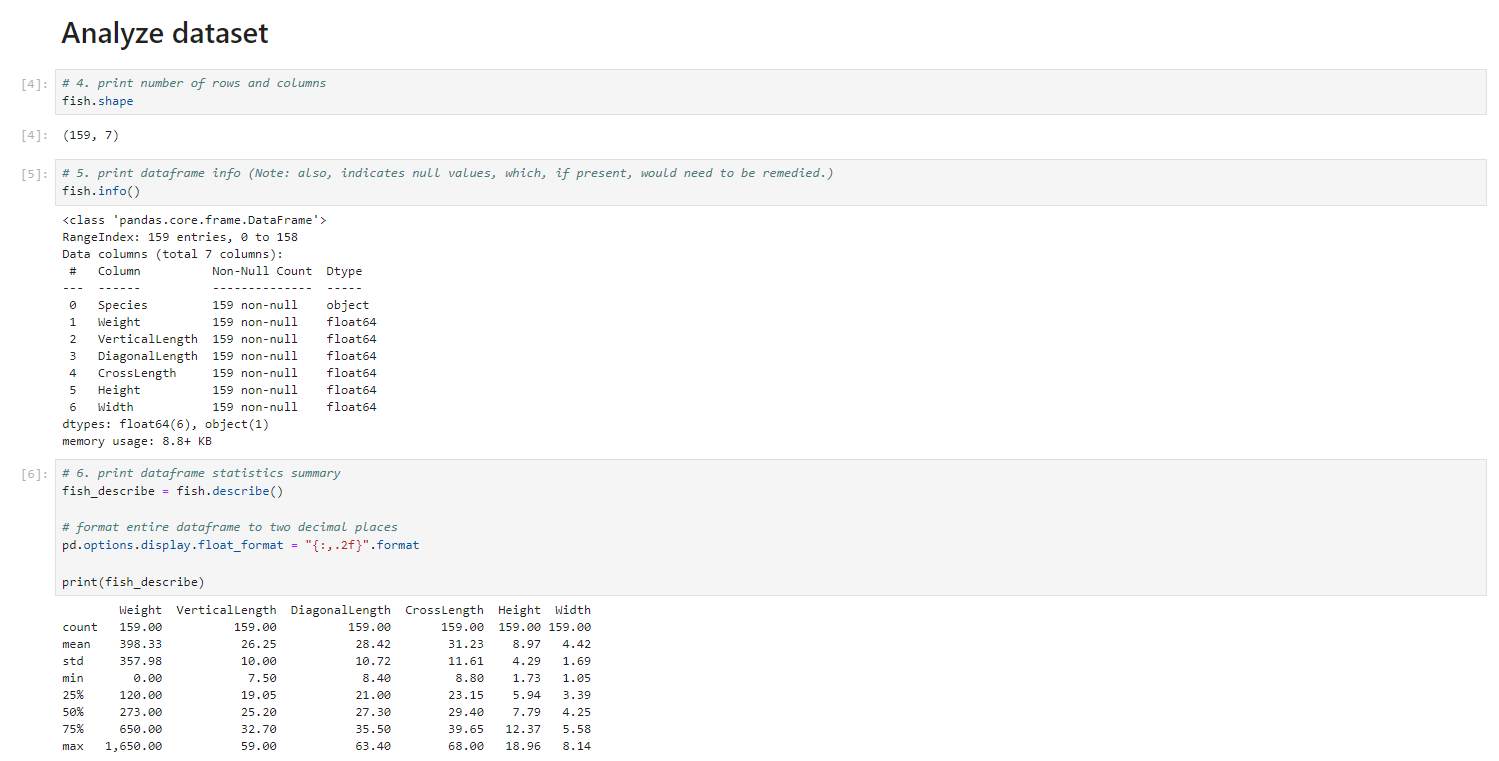 Analyze dataset
[4]: # 4. print number of rows and columns
fish.shape
[4]: (159, 7)
[5]: # 5. print dataframe info (Note: also, indicates null values, which, if present, would need to be remedied.)
fish.info()
<class 'pandas.core.frame.DataFrame'>
RangeIndex: 159 entries, 0 to 158
Data columns (total 7 columns):
 #   Column          Non-Null Count  Dtype
---  ------          --------------  -----
 0   Species         159 non-null    object
 1   Weight          159 non-null    float64
 2   VerticalLength  159 non-null    float64
 3   DiagonalLength  159 non-null    float64
 4   CrossLength     159 non-null    float64
 5   Height          159 non-null    float64
 6   Width           159 non-null    float64
dtypes: float64(6), object(1)
memory usage: 8.8+ KB
[6]: # 6. print dataframe statistics summary
fish_describe = fish.describe()
# format entire dataframe to two decimal places
pd.options.display.float_format = "{:,.2f}".format
print(fish_describe)
        Weight  VerticalLength  DiagonalLength  CrossLength  Height  Width
count   159.00          159.00          159.00       159.00  159.00 159.00
mean    398.33           26.25           28.42        31.23    8.97   4.42
std     357.98           10.00           10.72        11.61    4.29   1.69
min       0.00            7.50            8.40         8.80    1.73   1.05
25%     120.00           19.05           21.00        23.15    5.94   3.39
50%     273.00           25.20           27.30        29.40    7.79   4.25
75%     650.00           32.70           35.50        39.65   12.37   5.58
max   1,650.00           59.00           63.40        68.00   18.96   8.14